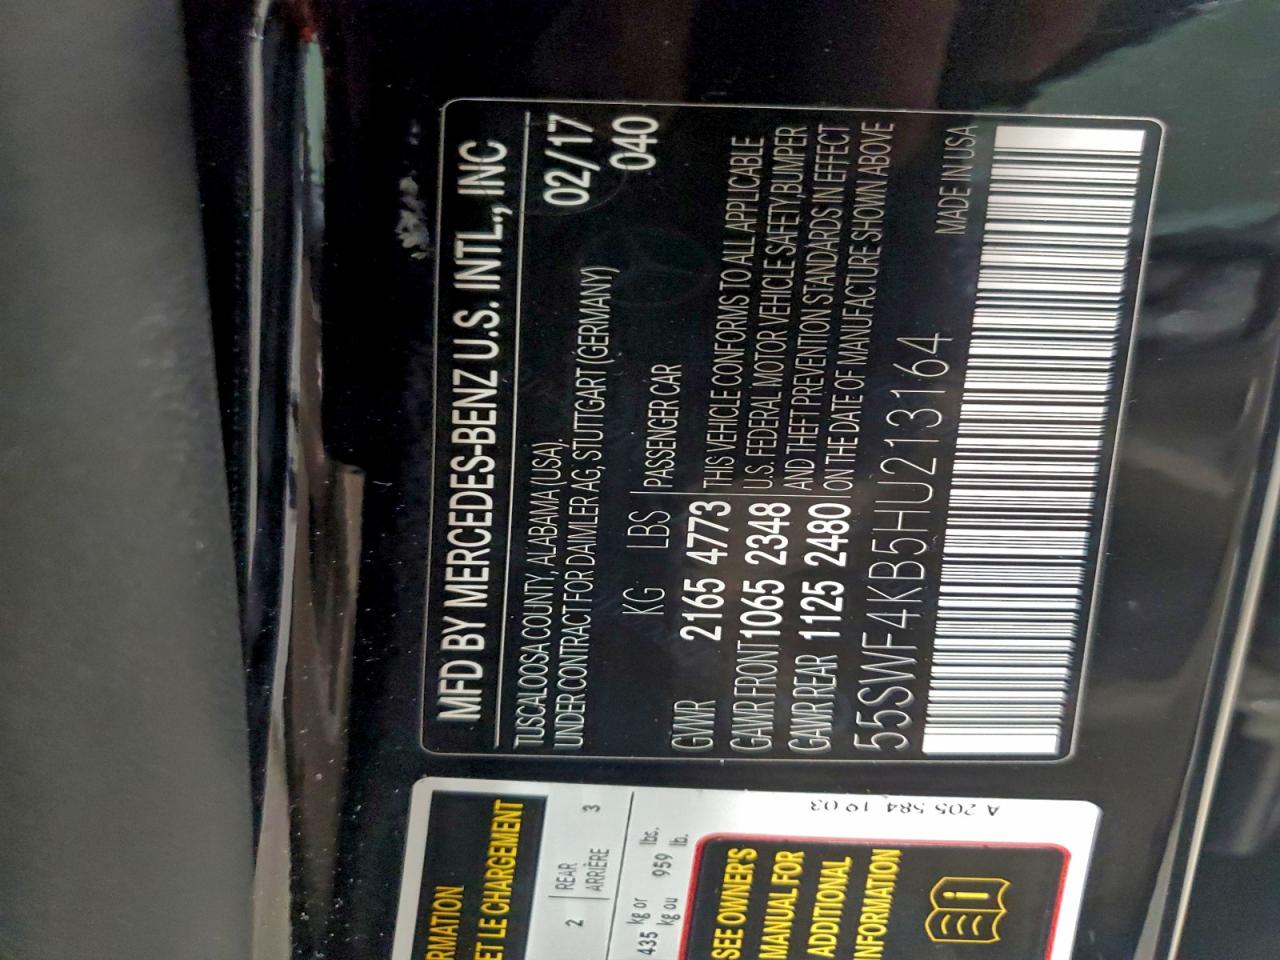 MFD BY MERCEDES-BENZ U.S. INTL., INC
TUSCALOOSA COUNTY, ALABAMA (USA), 02/17
UNDER CONTRACT FOR DAIMLER AG, STUTTGART (GERMANY)
040
KG LBS PASSENGER CAR
GVWR 2165 4773 THIS VEHICLE CONFORMS TO ALL APPLICABLE
GAWR FRONT 1065 2348 U.S. FEDERAL MOTOR VEHICLE SAFETY,BUMPER
GAWR REAR 1125 2480 AND THEFT PREVENTION STANDARDS IN EFFECT
ON THE DATE OF MANUFACTURE SHOWN ABOVE
55SWF4KB5HU213164
MADE IN USA
RMATION
ET LE CHARGEMENT
2 REAR 3
ARRIÈRE
435 kg or 959 lbs.
kg ou lb.
SEE OWNER'S
MANUAL FOR
ADDITIONAL
INFORMATION
i
A 205 584 19 03